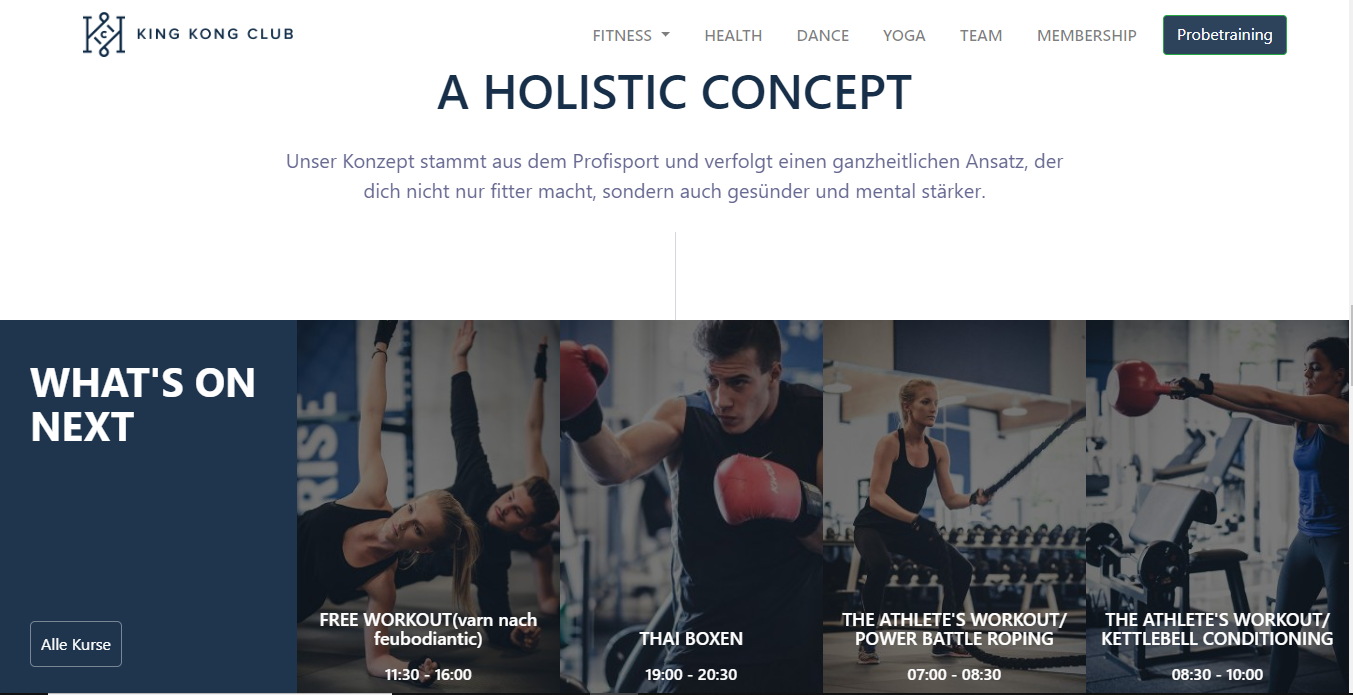 KING KONG CLUB
FITNESS
HEALTH
DANCE
YOGA
TEAM
MEMBERSHIP
Probetraining
A HOLISTIC CONCEPT
Unser Konzept stammt aus dem Profisport und verfolgt einen ganzheitlichen Ansatz, der
dich nicht nur fitter macht, sondern auch gesünder und mental stärker.
WHAT'S ON
NEXT
Alle Kurse
RISE
FREE WORKOUT(varn nach
feubodiantic)
11:30 - 16:00
THAI BOXEN
19:00 - 20:30
THE ATHLETE'S WORKOUT/
POWER BATTLE ROPING
07:00 - 08:30
THE ATHLETE'S WORKOUT/
KETTLEBELL CONDITIONING
08:30 - 10:00